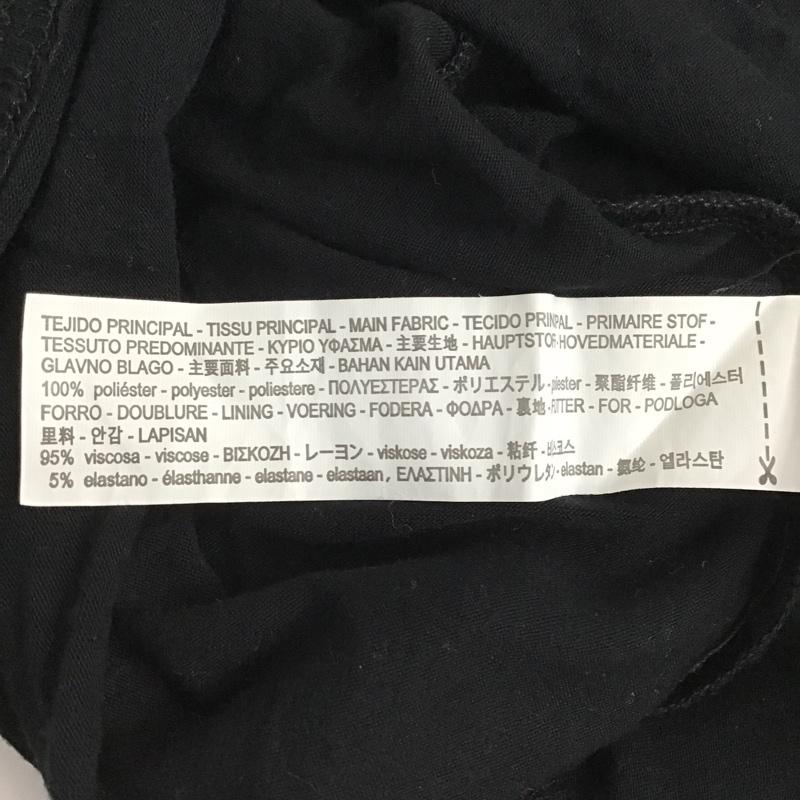 TEJIDO PRINCIPAL - TISSU PRINCIPAL - MAIN FABRIC - TECIDO - PRIMAIRE STOF -
TESSUTO PREDOMINANTE - ΚΥΡΙΟ ΥΦΑΣΜΑ - 主要生地 - HAUPTSTOF HOVEDMATERIALE -
GLAVNO BLAGO - 主要面料 - 주요소재 - BAHAN KAIN UTAMA
100% poliéster - polyester - poliestere - ΠΟΛΥΕΣΤΕΡΑΣ - ポリエステル - 聚酯纤维 - 폴리에스터
FORRO - DOUBLURE - LINING - VOERING - FODERA - ΦΟΔΡΑ - 裏地 - FOR - PODLOGA
里料 - 안감 - LAPISAN
95% viscosa - viscose - ΒΙΣΚΟΖΗ - レーヨン - viskose - viskoza - 粘纤 -
5% elastano - élasthanne - elastane - elastaan, ΕΛΑΣΤΙΝΗ - elastan - 氨纶 - 엘라스탄